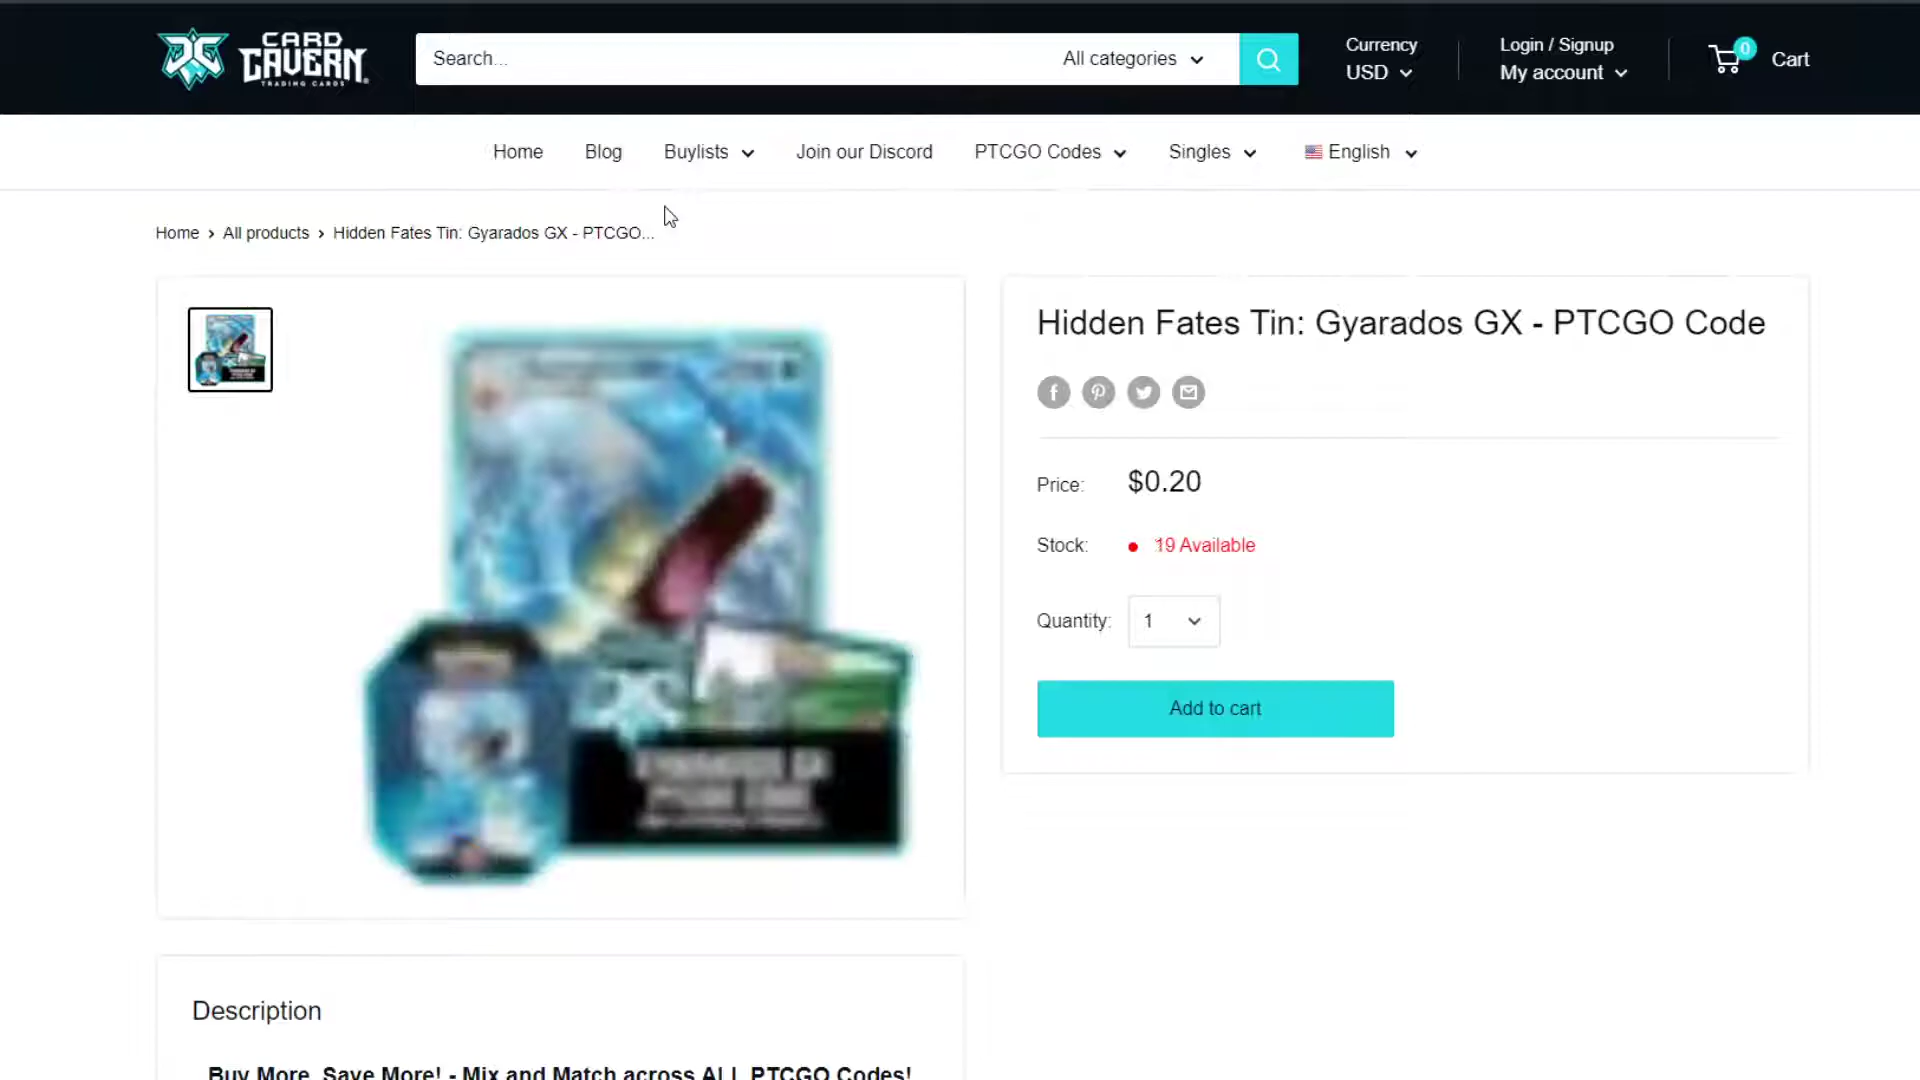 CARD
CAVERN
TRADING CARDS
Search...
All categories
Currency
USD
Login / Signup
My account
0
Cart
Home
Blog
Buylists
Join our Discord
PTCGO Codes
Singles
English
Home > All products > Hidden Fates Tin: Gyarados GX - PTCGO...
Hidden Fates Tin: Gyarados GX - PTCGO Code
Price: $0.20
Stock: 19 Available
Quantity: 1
Add to cart
Description
Buy More, Save More! - Mix and Match across ALL PTCGO Codes!